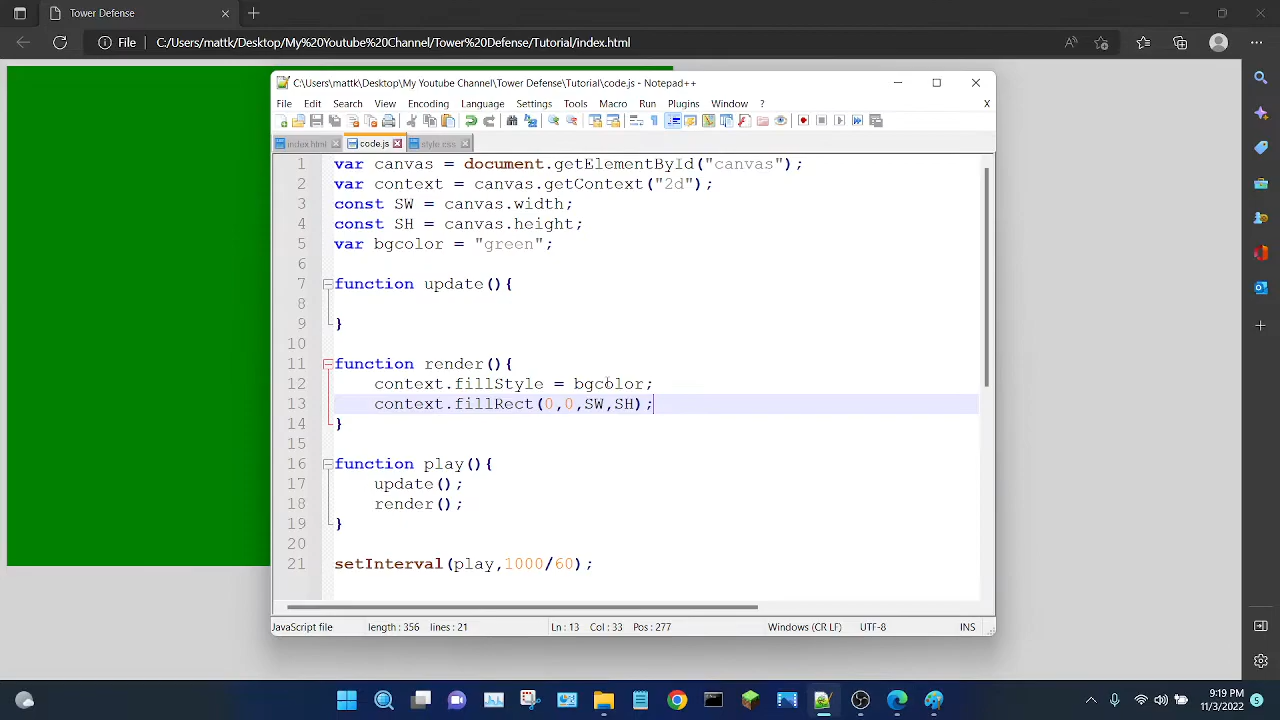 Tower Defense
File C:/Users/mattk/Desktop/My%20Youtube%20Channel/Tower%20Defense/Tutorial/index.html
C:\Users\mattk\Desktop\My Youtube Channel\Tower Defense\Tutorial\code.js - Notepad++
File Edit Search View Encoding Language Settings Tools Macro Run Plugins Window ? X
index.html code.js style.css
1 var canvas = document.getElementById("canvas");
2 var context = canvas.getContext("2d");
3 const SW = canvas.width;
4 const SH = canvas.height;
5 var bgcolor = "green";
6
7 function update(){
8
9 }
10
11 function render(){
12 context.fillStyle = bgcolor;
13 context.fillRect(0,0,SW,SH);
14 }
15
16 function play(){
17 update();
18 render();
19 }
20
21 setInterval(play,1000/60);
JavaScript file length: 356 lines: 21 Ln: 13 Col: 33 Pos: 277 Windows (CR LF) UTF-8 INS
9:19 PM
11/3/2022